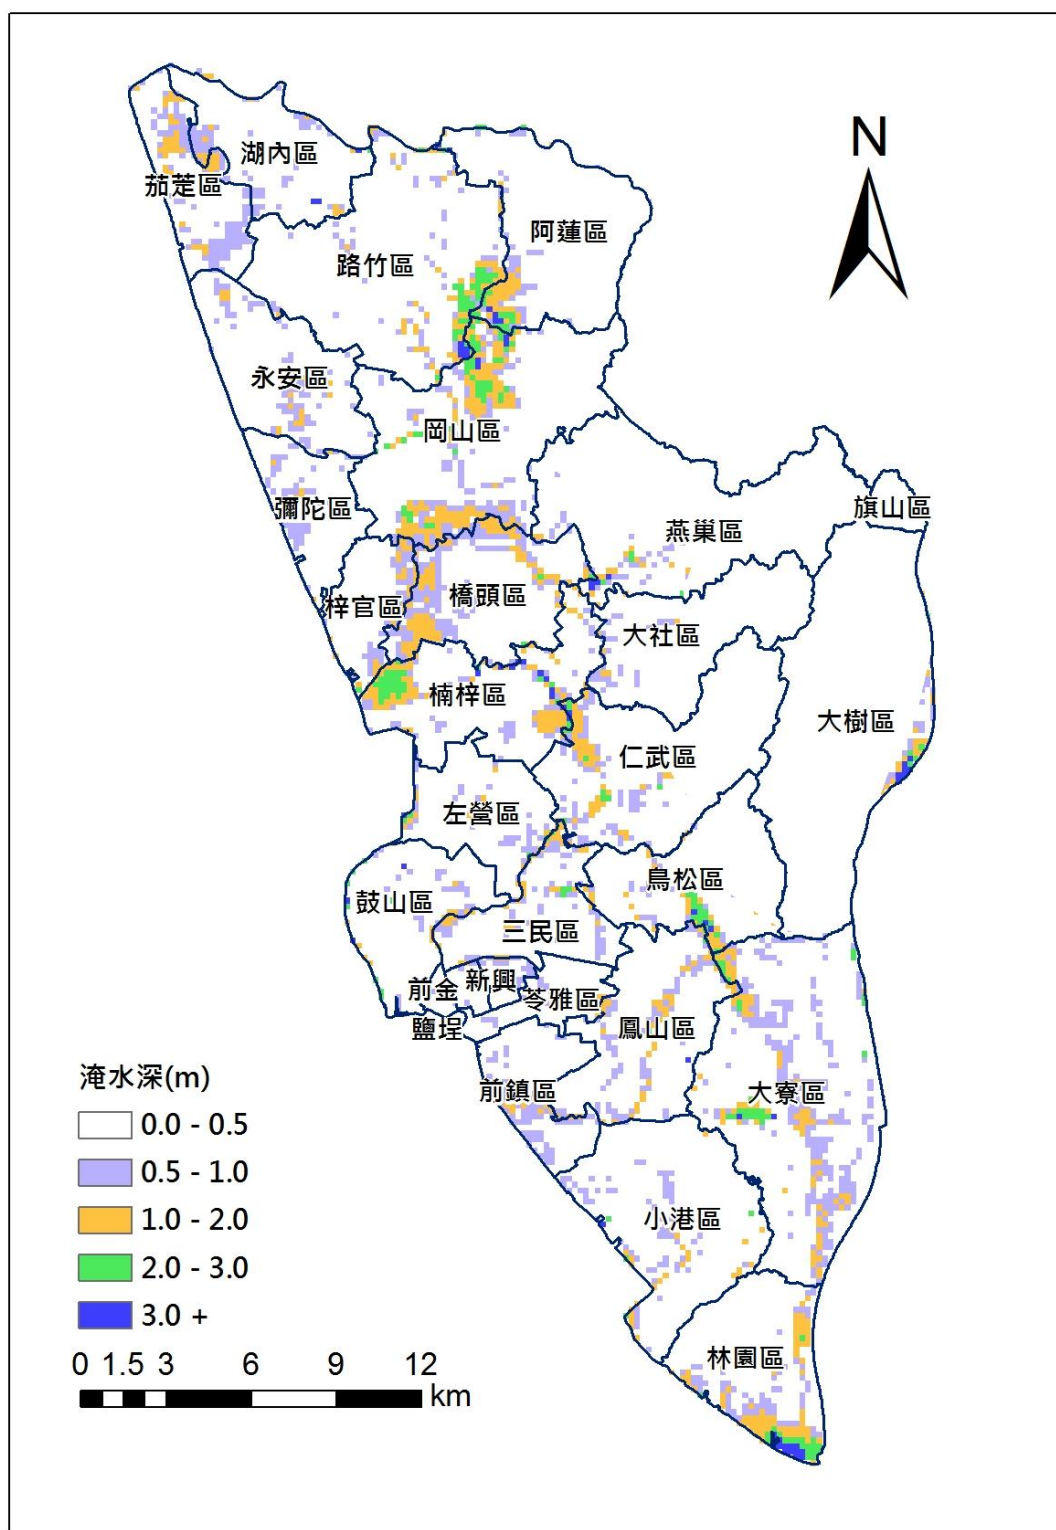 N
湖內區
茄萣區
阿蓮區
路竹區
永安區
岡山區
彌陀區
旗山區
燕巢區
橋頭區
梓官區
大社區
楠梓區
大樹區
仁武區
左營區
鳥松區
鼓山區
三民區
新興
前金
苓雅區
鹽埕
鳳山區
前鎮區
大寮區
小港區
林園區
淹水深(m)
0.0 - 0.5
0.5 - 1.0
1.0 - 2.0
2.0 - 3.0
3.0 +
0 1.5 3 6 9 12
km